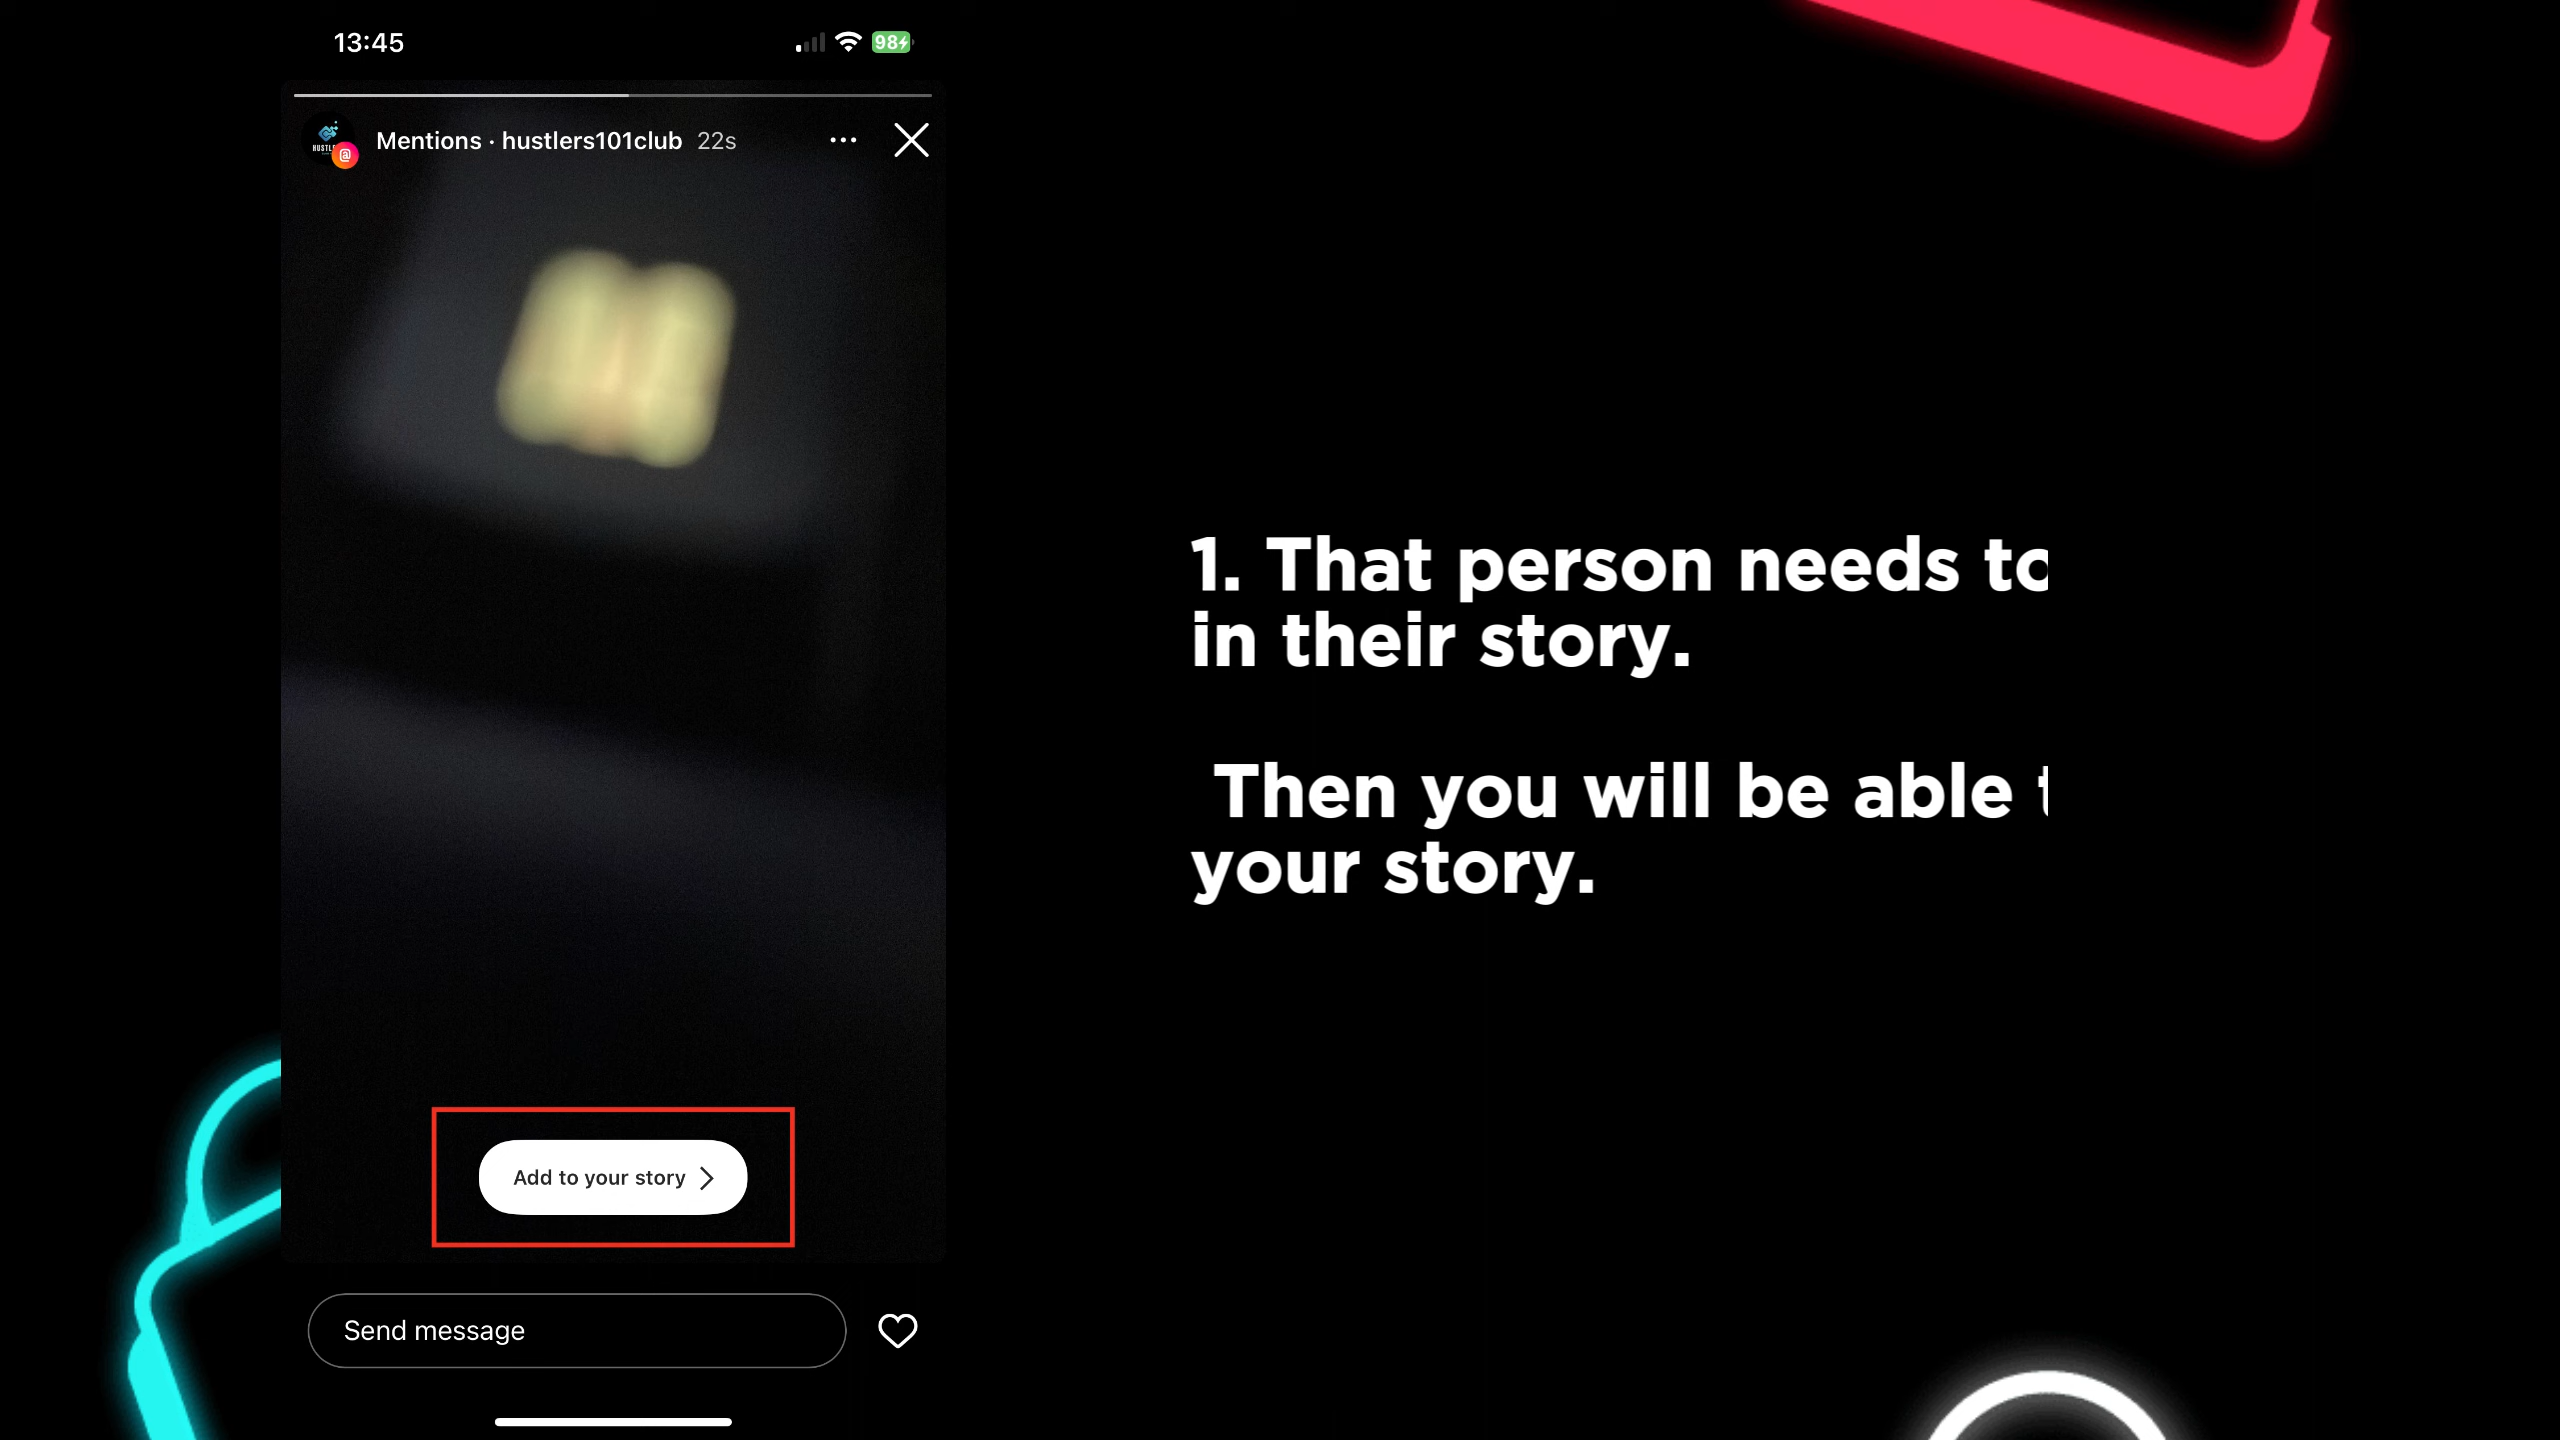 13:45
98
Mentions · hustlers101club 22s
1. That person needs to
in their story.
Then you will be able t
your story.
Add to your story
Send message